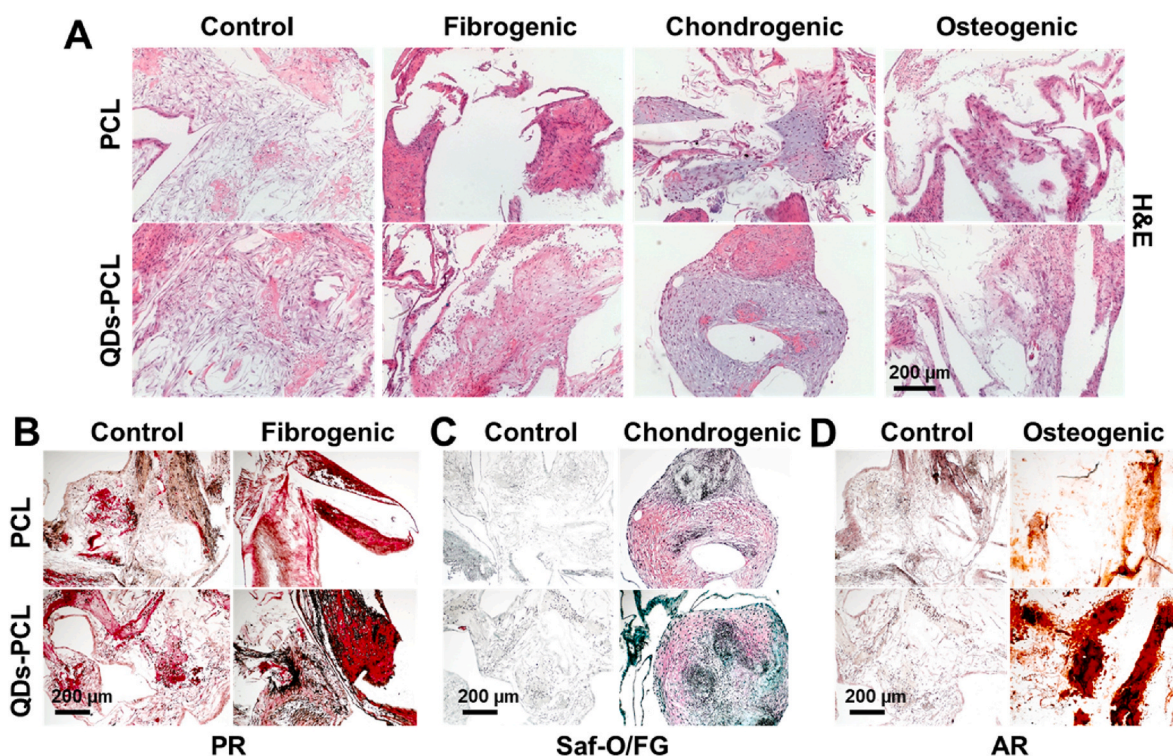 A
Control Fibrogenic Chondrogenic Osteogenic
PCL
QDs-PCL
H&E
200 μm
B Control Fibrogenic C Control Chondrogenic D Control Osteogenic
PCL
QDs-PCL
200 μm 200 μm 200 μm
PR Saf-O/FG AR